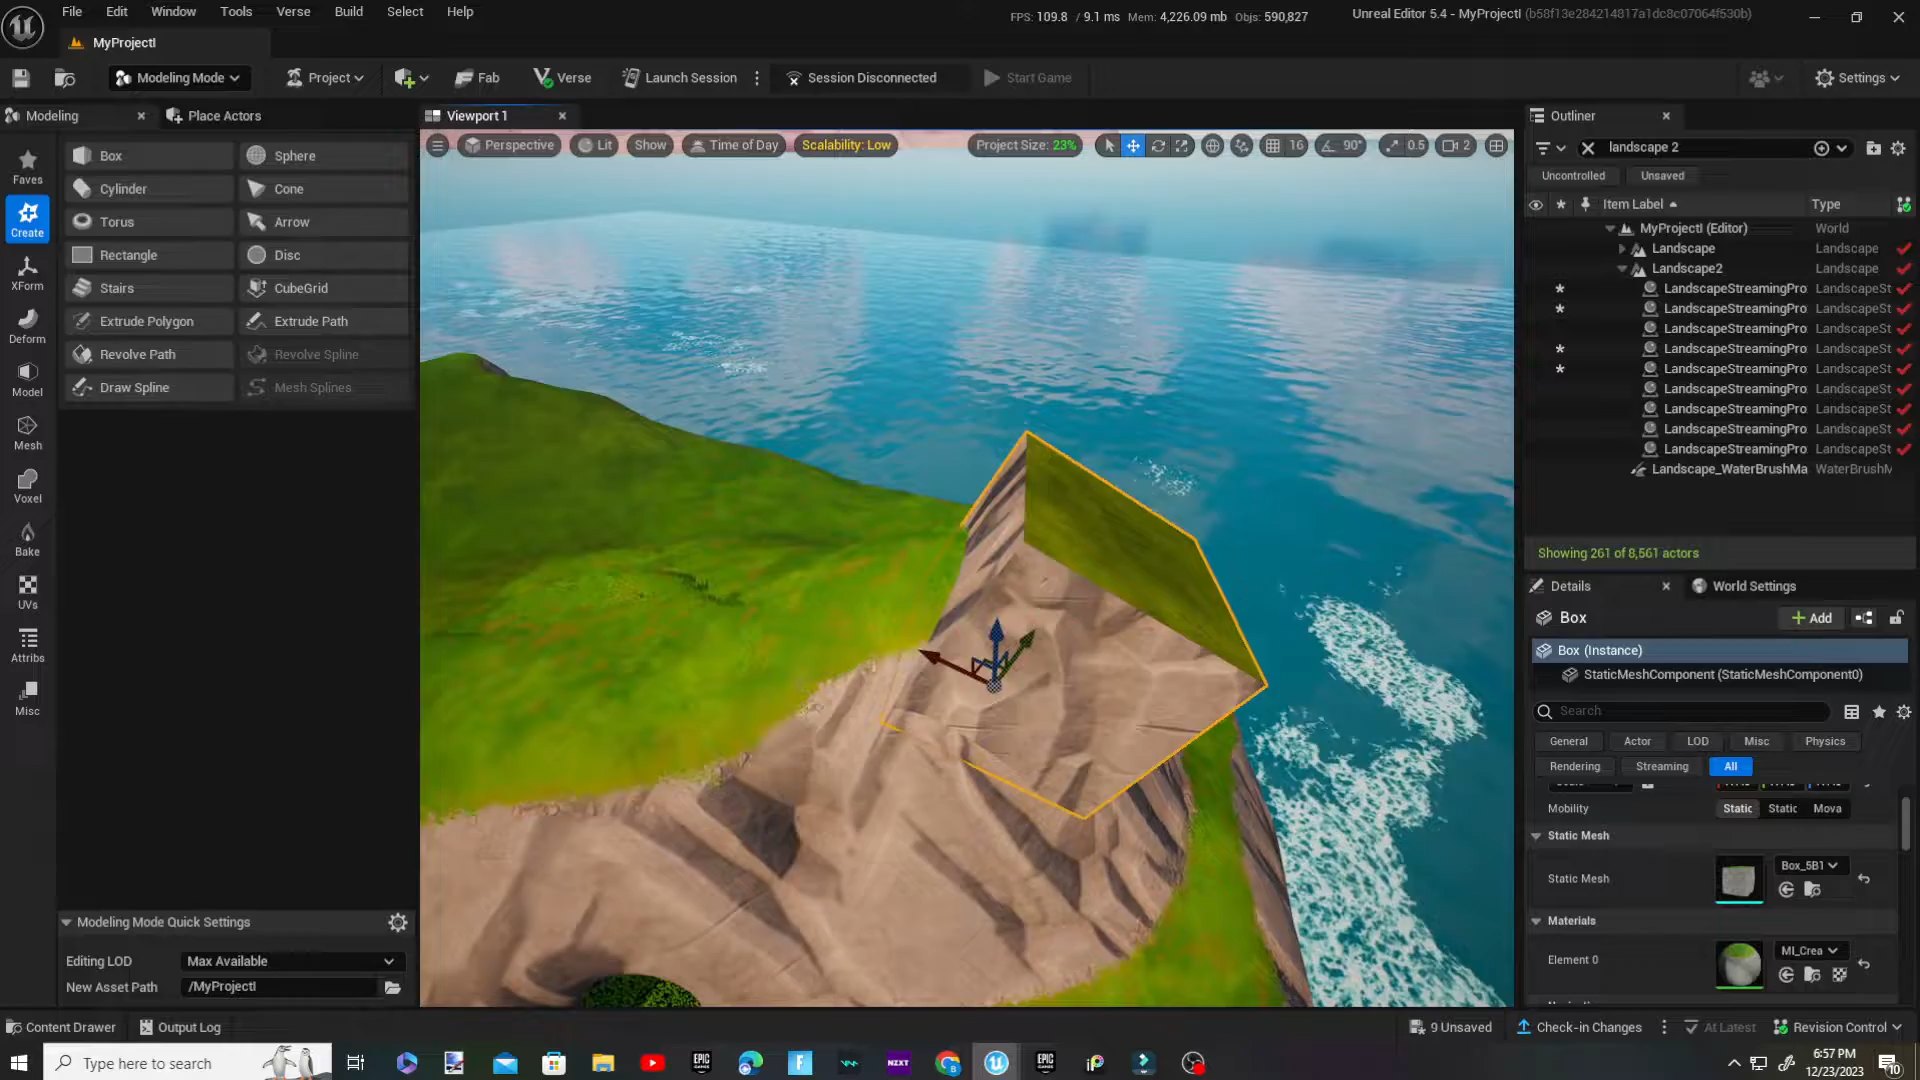 File Edit Window Tools Verse Build Select Help
FPS: 109.8 / 9.1 ms Mem: 4,226.09 mb Objs: 590,827
Unreal Editor 5.4 - MyProjectI (b58f13e284214817a1dc8c07064f530b)
MyProjectI
Modeling Mode Project Fab Verse Launch Session Session Disconnected Start Game Settings
Modeling Place Actors
Viewport 1
Outliner
Faves
Create
XForm
Deform
Model
Mesh
Voxel
Bake
UVs
Attribs
Misc
Box Sphere
Cylinder Cone
Torus Arrow
Rectangle Disc
Stairs CubeGrid
Extrude Polygon Extrude Path
Revolve Path Revolve Spline
Draw Spline Mesh Splines
Modeling Mode Quick Settings
Editing LOD Max Available
New Asset Path /MyProjectI
Perspective Lit Show Time of Day Scalability: Low Project Size: 23% 16 90° 0.5 2
landscape 2
Uncontrolled Unsaved
Item Label Type
MyProjectI (Editor) World
Landscape Landscape
Landscape2 Landscape
LandscapeStreamingPro LandscapeSt
LandscapeStreamingPro LandscapeSt
LandscapeStreamingPro LandscapeSt
LandscapeStreamingPro LandscapeSt
LandscapeStreamingPro LandscapeSt
LandscapeStreamingPro LandscapeSt
LandscapeStreamingPro LandscapeSt
LandscapeStreamingPro LandscapeSt
LandscapeStreamingPro LandscapeSt
Landscape_WaterBrushMa WaterBrushM
Showing 261 of 8,561 actors
Details World Settings
Box Add
Box (Instance)
StaticMeshComponent (StaticMeshComponent0)
Search
General Actor LOD Misc Physics
Rendering Streaming All
Mobility Static Static Mova
Static Mesh
Static Mesh Box_5B1
Materials
Element 0 MI_Crea
Content Drawer Output Log
9 Unsaved Check-in Changes At Latest Revision Control
Type here to search
EPIC GAMES
NZXT
EPIC GAMES
6:57 PM
12/23/2023
10